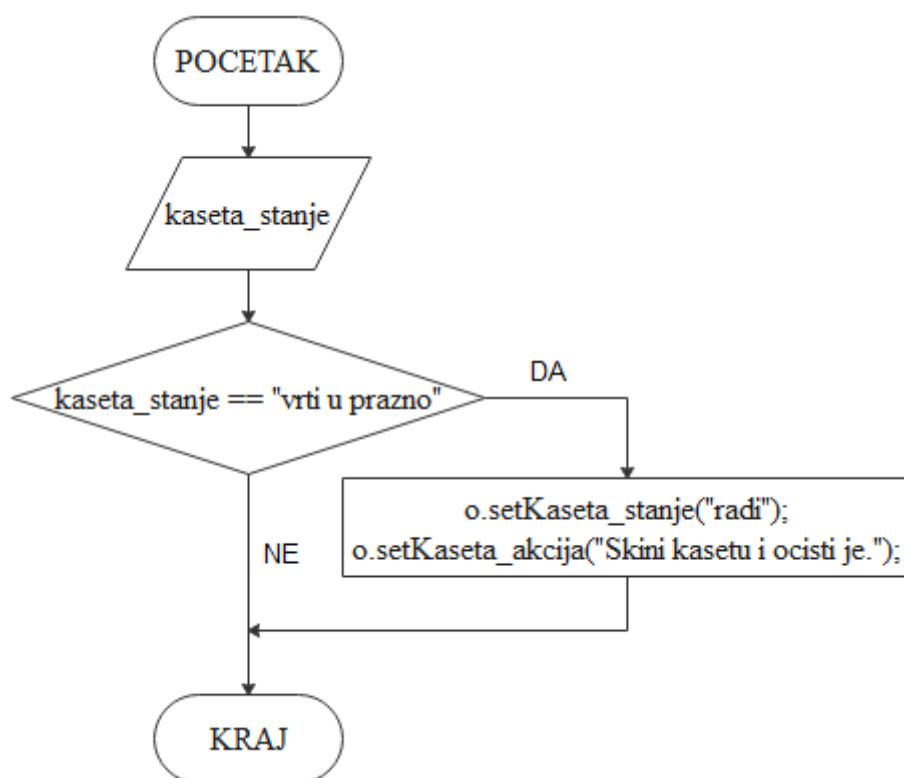 POCETAK
kaseta_stanje
kaseta_stanje == "vrti u prazno"
DA
o.setKaseta_stanje("radi");
o.setKaseta_akcija("Skini kasetu i ocisti je.");
NE
KRAJ